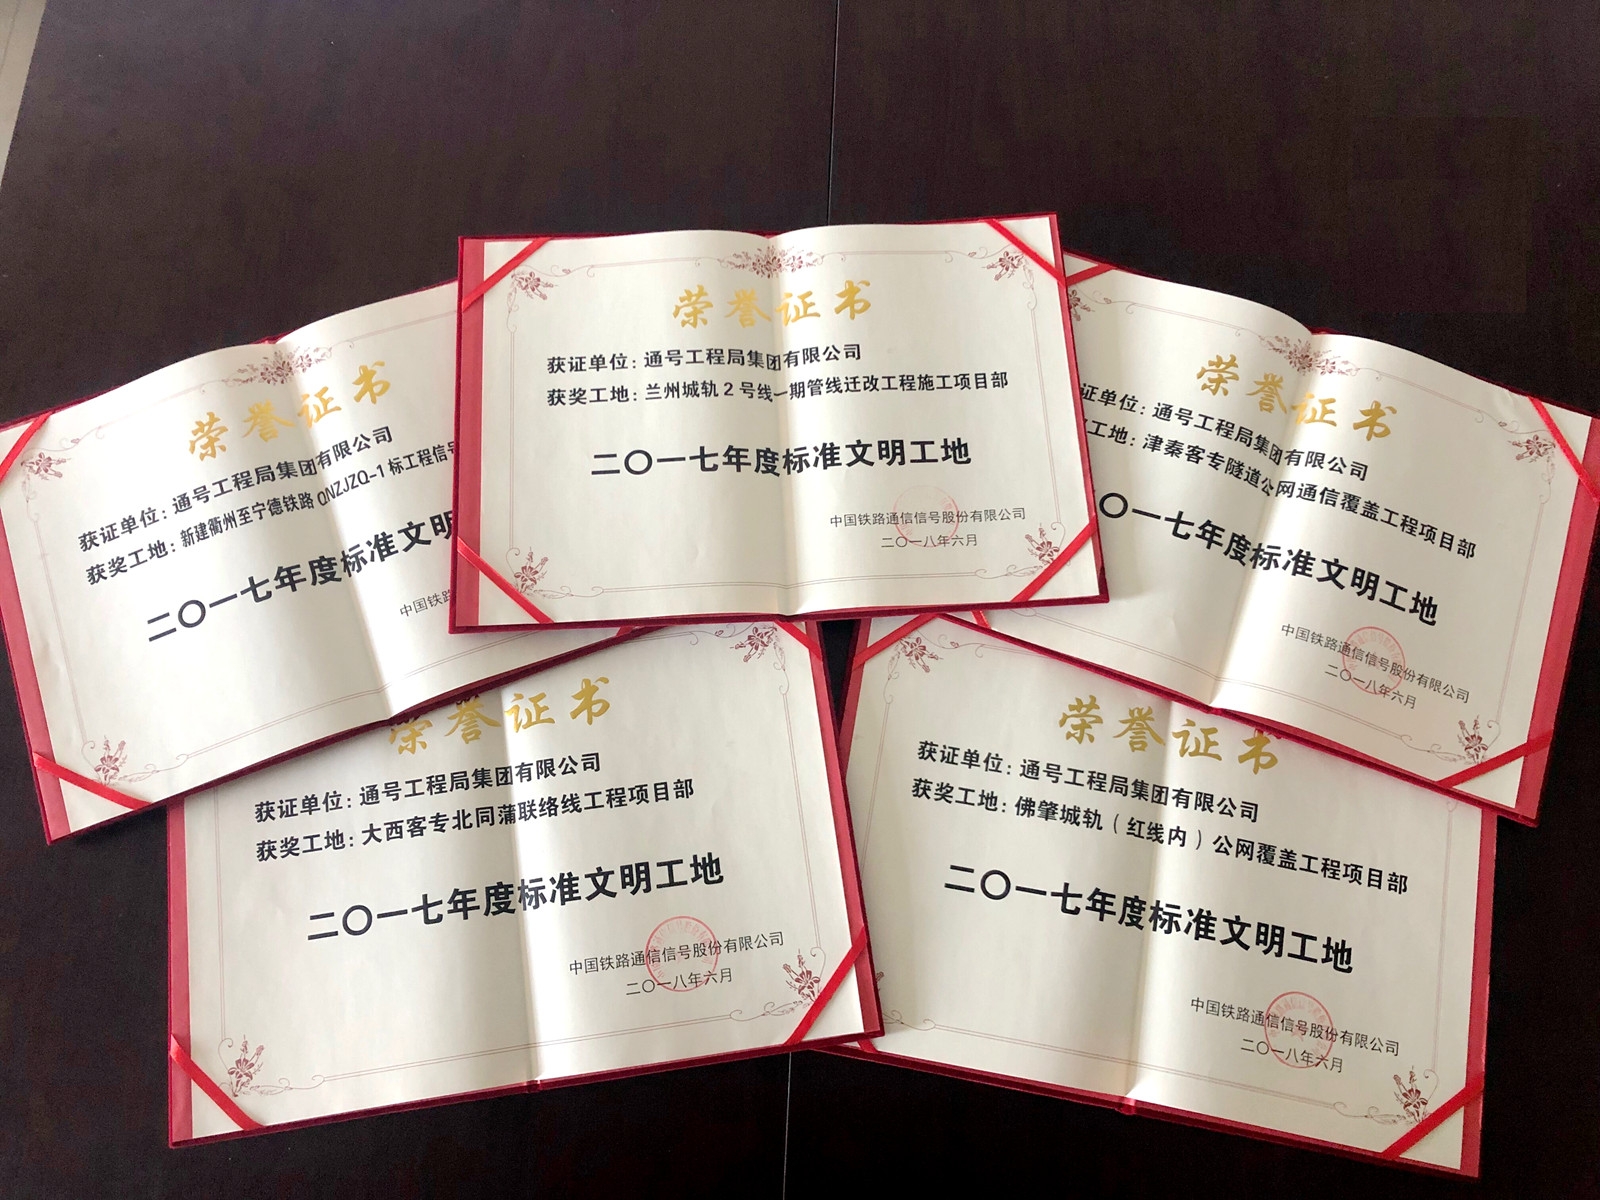 荣誉证书
获证单位：通号工程局集团有限公司
获奖工地：兰州城轨2号线一期管线迁改工程施工项目部
二〇一七年度标准文明工地
中国铁路通信信号股份有限公司
二〇一八年六月
荣誉证书
获证单位：通号工程局集团有限公司
获奖工地：新建衢州至宁德铁路QNZJZQ-1标工程信号
二〇一七年度标准文明
中国铁路
荣誉证书
证单位：通号工程局集团有限公司
工地：津秦客专隧道公网通信覆盖工程项目部
〇一七年度标准文明工地
中国铁路通信信号股份有限公司
二〇一八年六月
荣誉证书
获证单位：通号工程局集团有限公司
获奖工地：大西客专北同蒲联络线工程项目部
二〇一七年度标准文明工地
中国铁路通信信号股份有限公司
二〇一八年六月
荣誉证书
获证单位：通号工程局集团有限公司
获奖工地：佛肇城轨（红线内）公网覆盖工程项目部
二〇一七年度标准文明工地
中国铁路通信信号股份有限公司
二〇一八年六月